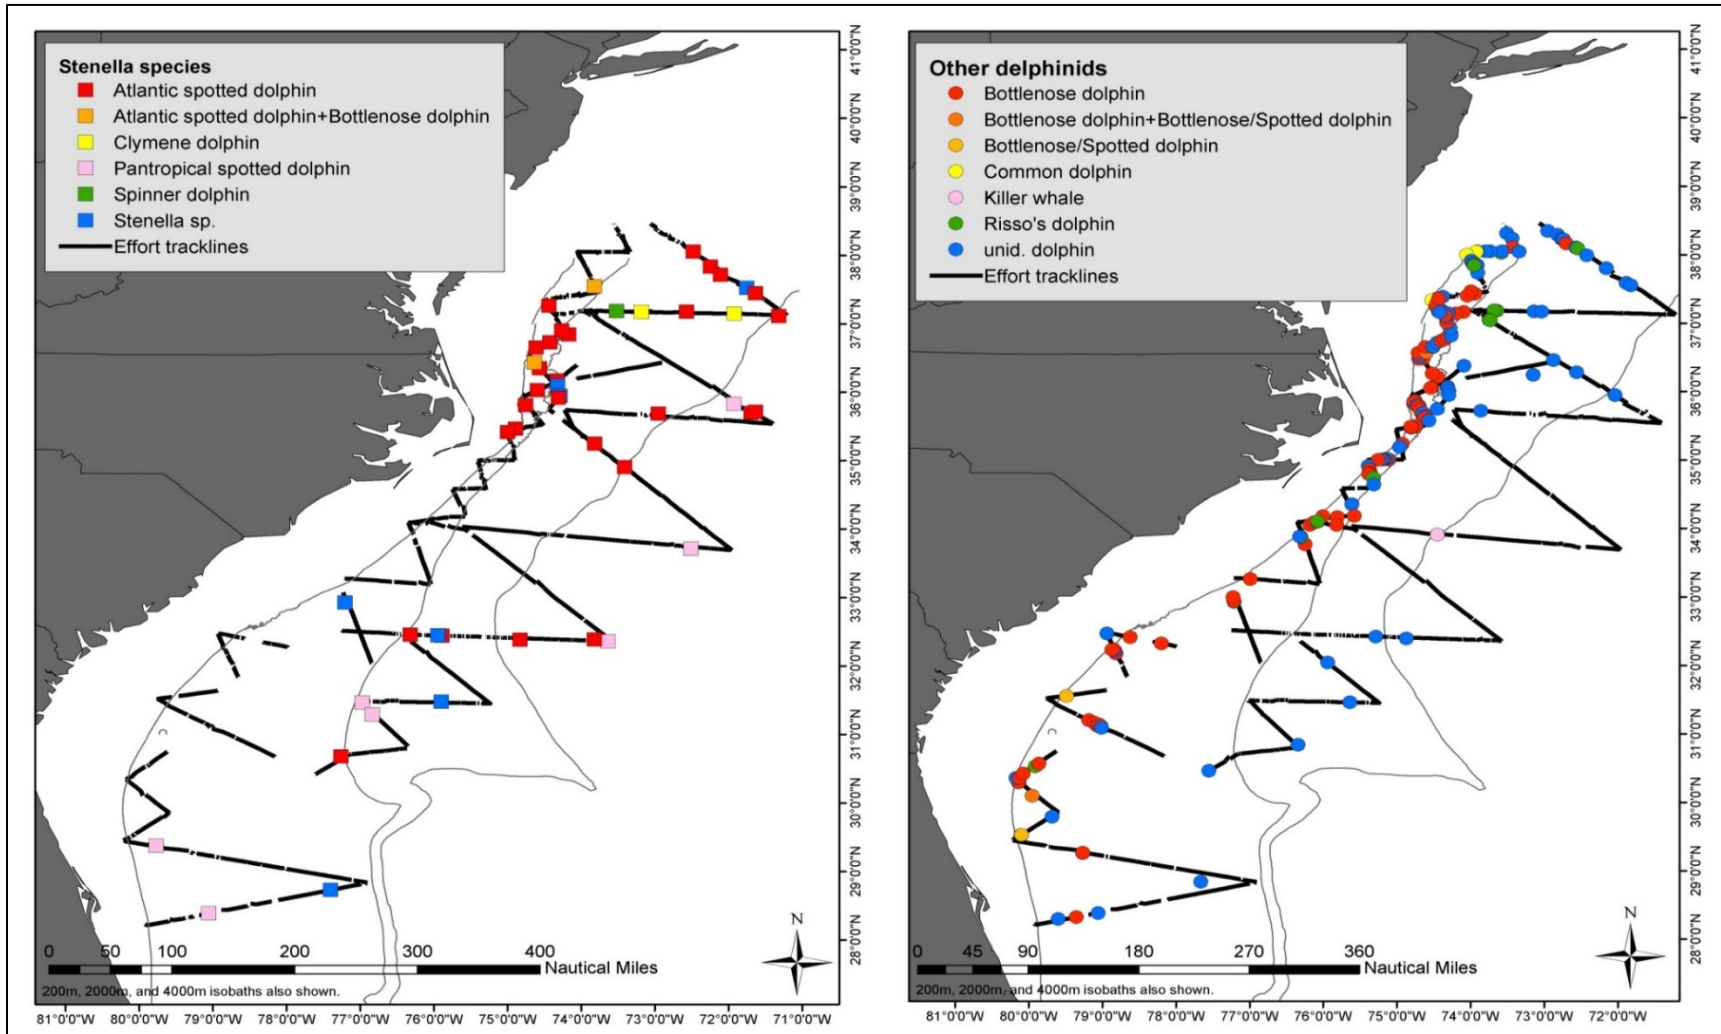 Stenella species
Atlantic spotted dolphin
Atlantic spotted dolphin+Bottlenose dolphin
Clymene dolphin
Pantropical spotted dolphin
Spinner dolphin
Stenella sp.
Effort tracklines
41°0'0"N
40°0'0"N
39°0'0"N
38°0'0"N
37°0'0"N
36°0'0"N
35°0'0"N
34°0'0"N
33°0'0"N
32°0'0"N
31°0'0"N
30°0'0"N
29°0'0"N
28°0'0"N
N
0 50 100 200 300 400
Nautical Miles
200m, 2000m, and 4000m isobaths also shown.
81°0'0"W 80°0'0"W 79°0'0"W 78°0'0"W 77°0'0"W 76°0'0"W 75°0'0"W 74°0'0"W 73°0'0"W 72°0'0"W 71°0'0"W
Other delphinids
Bottlenose dolphin
Bottlenose dolphin+Bottlenose/Spotted dolphin
Bottlenose/Spotted dolphin
Common dolphin
Killer whale
Risso's dolphin
unid. dolphin
Effort tracklines
41°0'0"N
40°0'0"N
39°0'0"N
38°0'0"N
37°0'0"N
36°0'0"N
35°0'0"N
34°0'0"N
33°0'0"N
32°0'0"N
31°0'0"N
30°0'0"N
29°0'0"N
28°0'0"N
N
0 45 90 180 270 360
Nautical Miles
200m, 2000m, and 4000m isobaths also shown.
81°0'0"W 80°0'0"W 79°0'0"W 78°0'0"W 77°0'0"W 76°0'0"W 75°0'0"W 74°0'0"W 73°0'0"W 72°0'0"W